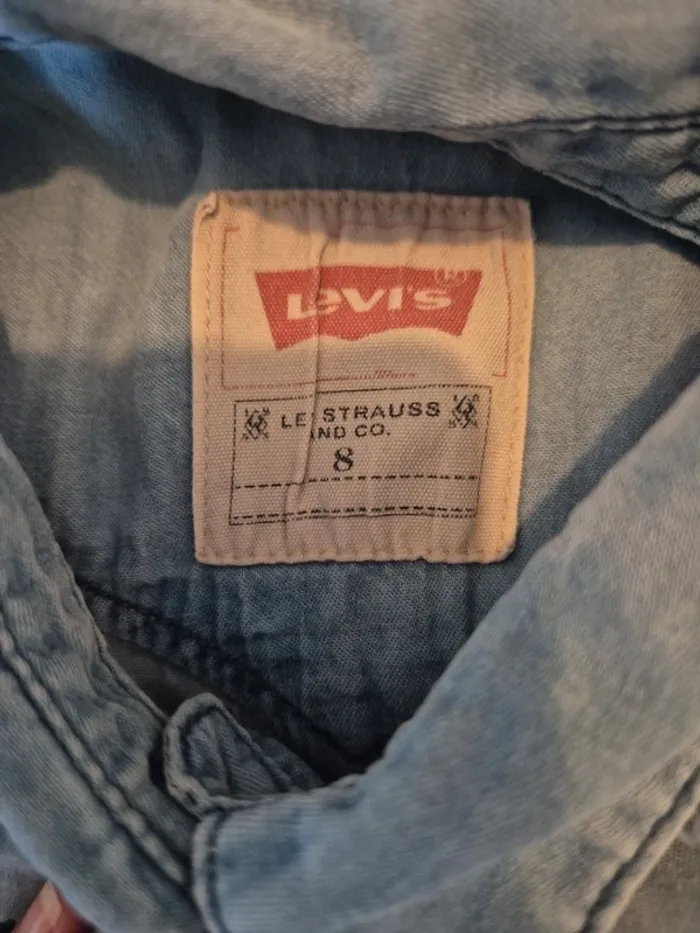 Levi's
LE STRAUSS
AND CO.
8